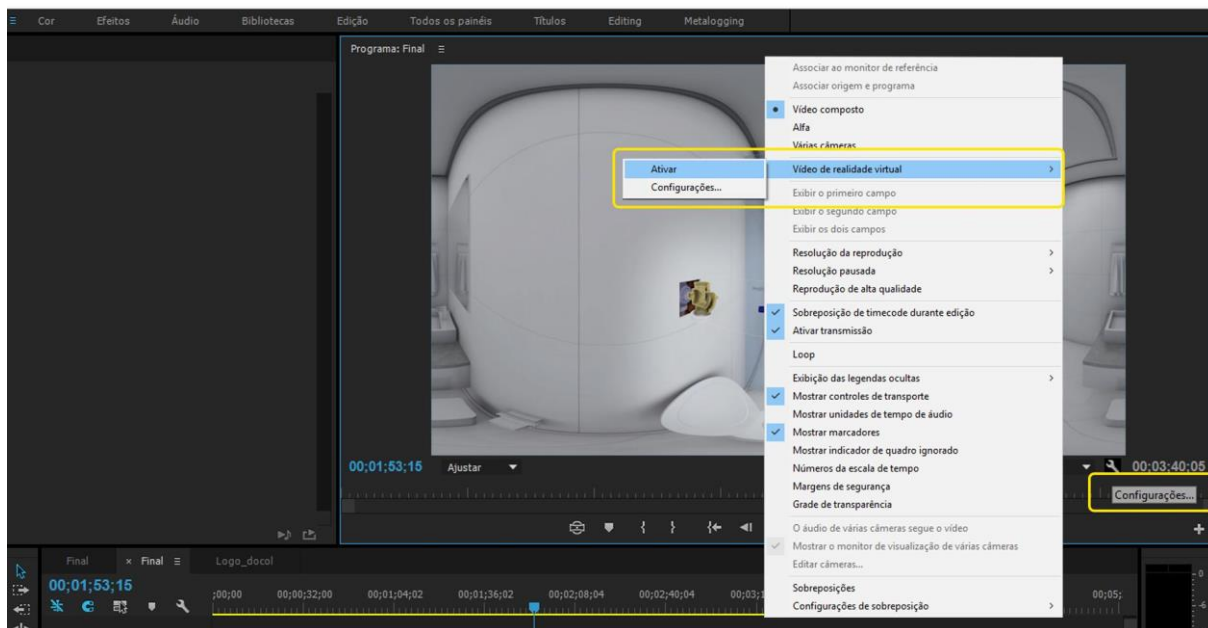 Cor Efeitos Áudio Bibliotecas Edição Todos os painéis Títulos Editing Metalogging
Programa: Final
Associar ao monitor de referência
Associar origem e programa
Vídeo composto
Alfa
Várias câmeras
Ativar
Vídeo de realidade virtual
Configurações...
Exibir o primeiro campo
Exibir o segundo campo
Exibir os dois campos
Resolução da reprodução
Resolução pausada
Reprodução de alta qualidade
Sobreposição de timecode durante edição
Ativar transmissão
Loop
Exibição das legendas ocultas
Mostrar controles de transporte
Mostrar unidades de tempo de áudio
Mostrar marcadores
Mostrar indicador de quadro ignorado
Números da escala de tempo
Margens de segurança
Grade de transparência
O áudio de várias câmeras segue o vídeo
Mostrar o monitor de visualização de várias câmeras
Editar câmeras...
Sobreposições
Configurações de sobreposição
00;01;53;15 Ajustar 00;03;40;05
Configurações...
Final × Final Logo_docol
00;01;53;15
;00;00 00;00;32;00 00;01;04;02 00;01;36;02 00;02;08;04 00;02;40;04 00;03;1 00;05;
0
-6